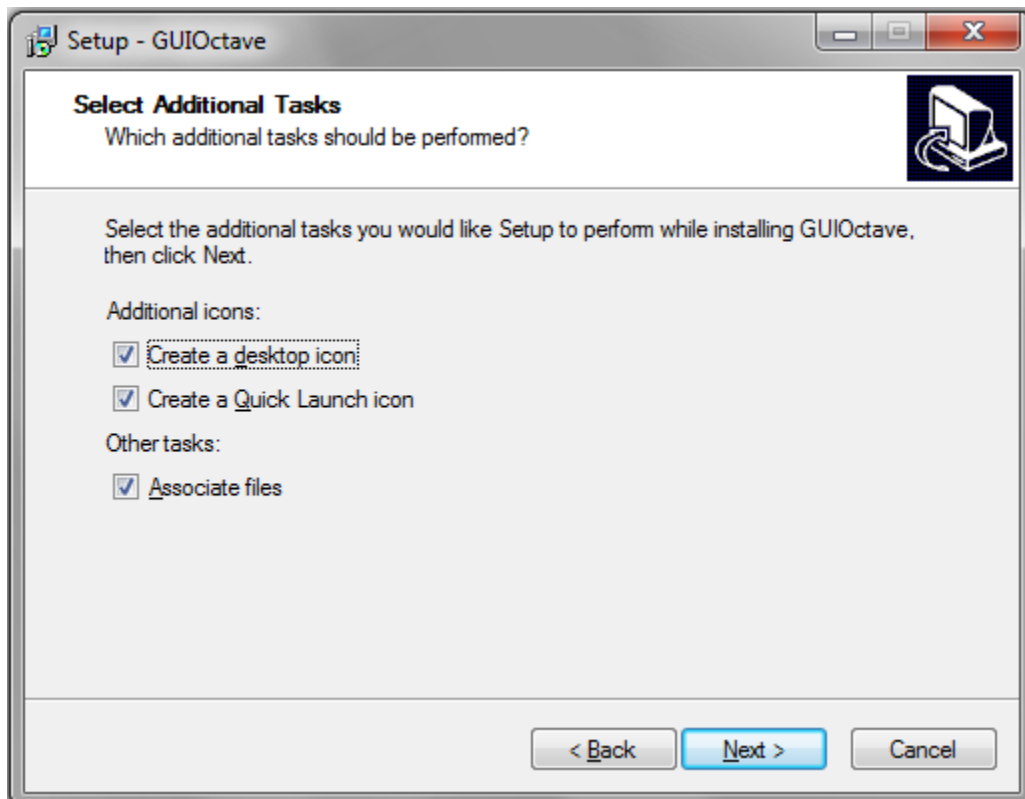 Setup - GUIOctave
Select Additional Tasks
Which additional tasks should be performed?
Select the additional tasks you would like Setup to perform while installing GUIOctave,
then click Next.
Additional icons:
Create a desktop icon
Create a Quick Launch icon
Other tasks:
Associate files
< Back Next > Cancel